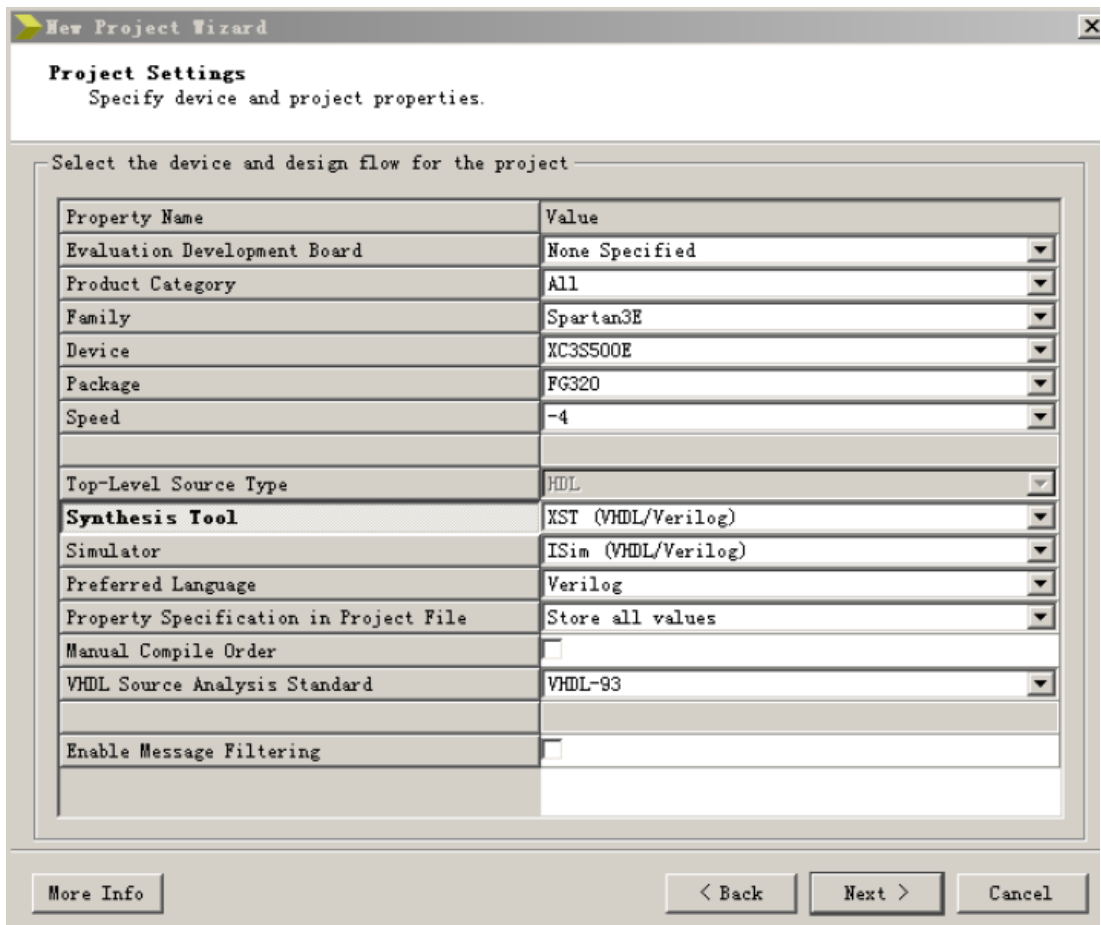 New Project Wizard
Project Settings
Specify device and project properties.
Select the device and design flow for the project
Property Name Value
Evaluation Development Board None Specified
Product Category All
Family Spartan3E
Device XC3S500E
Package FG320
Speed -4
Top-Level Source Type HDL
Synthesis Tool XST (VHDL/Verilog)
Simulator ISim (VHDL/Verilog)
Preferred Language Verilog
Property Specification in Project File Store all values
Manual Compile Order
VHDL Source Analysis Standard VHDL-93
Enable Message Filtering
More Info < Back Next > Cancel